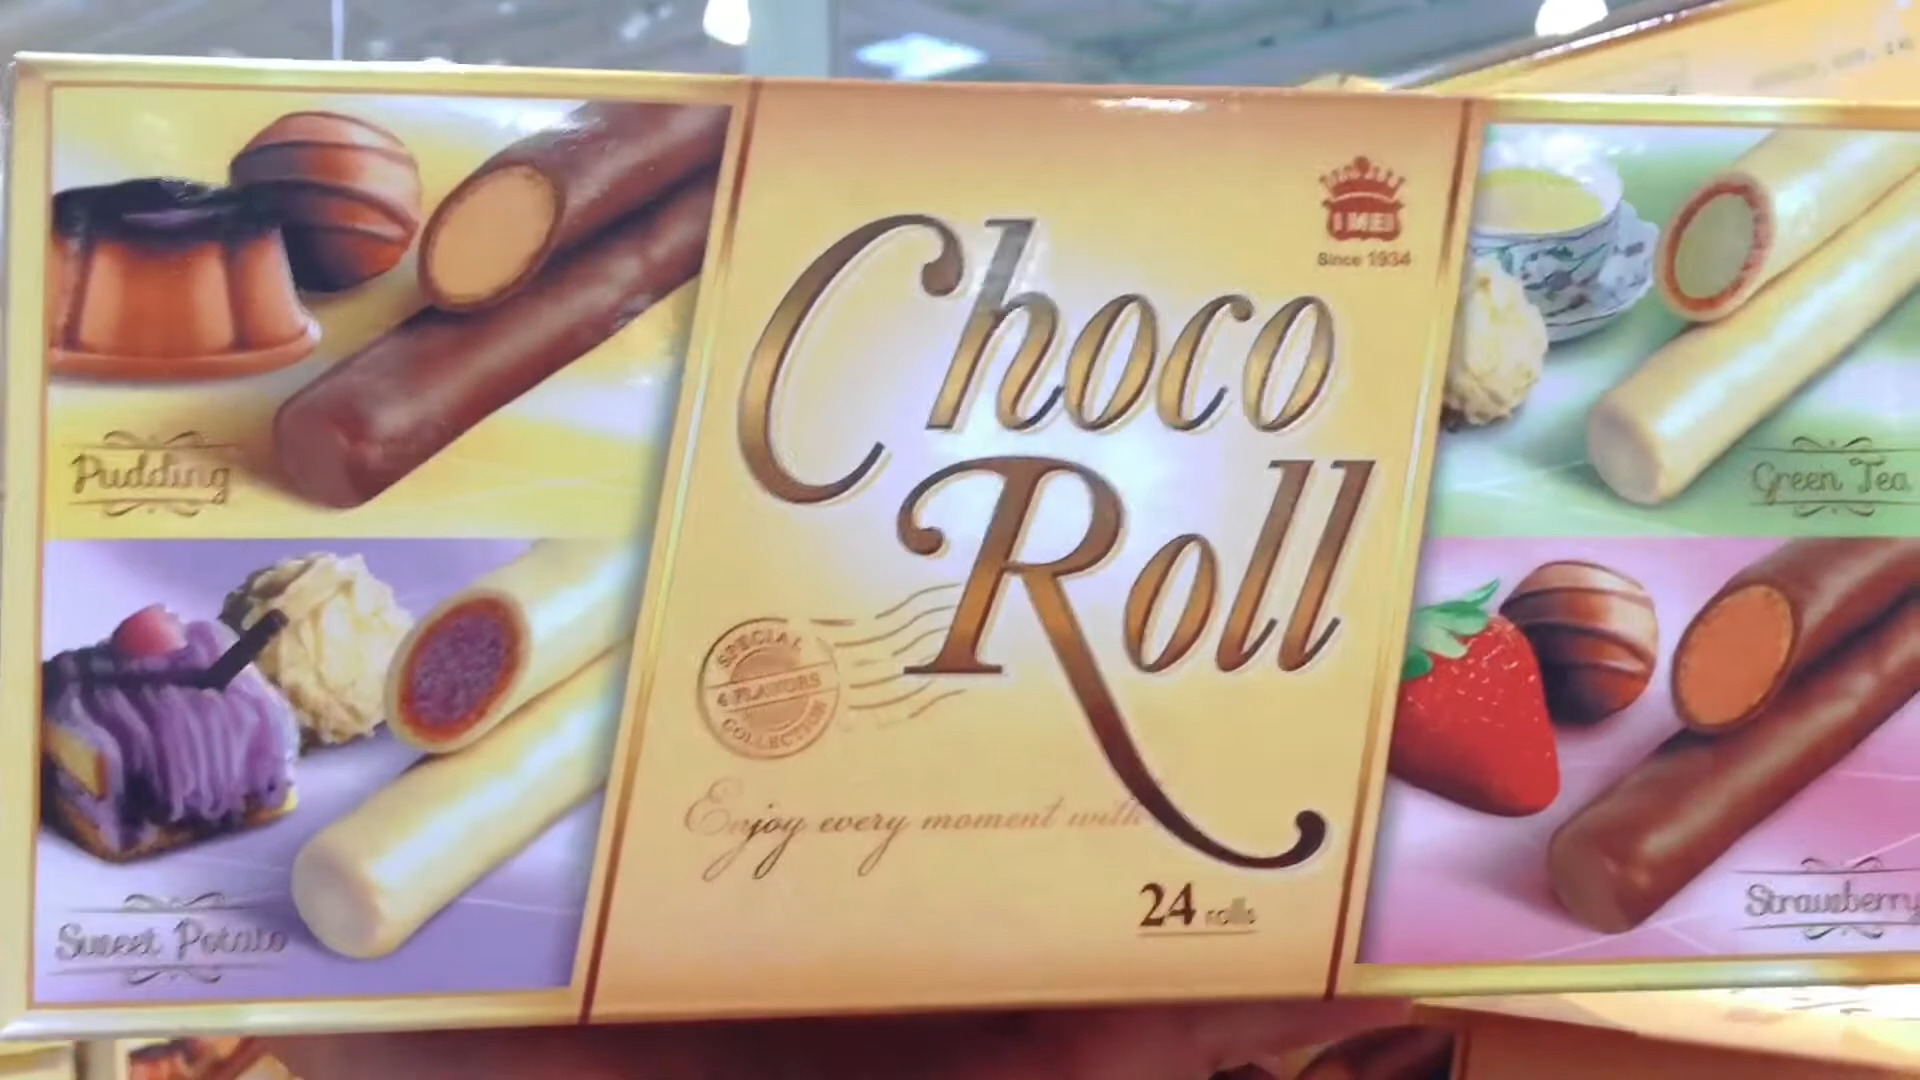 Pudding
Sweet Potato
Choco
Roll
I MEI
Since 1934
SPECIAL
4 FLAVORS
COLLECTION
Enjoy every moment with
24 rolls
Green Tea
Strawberry